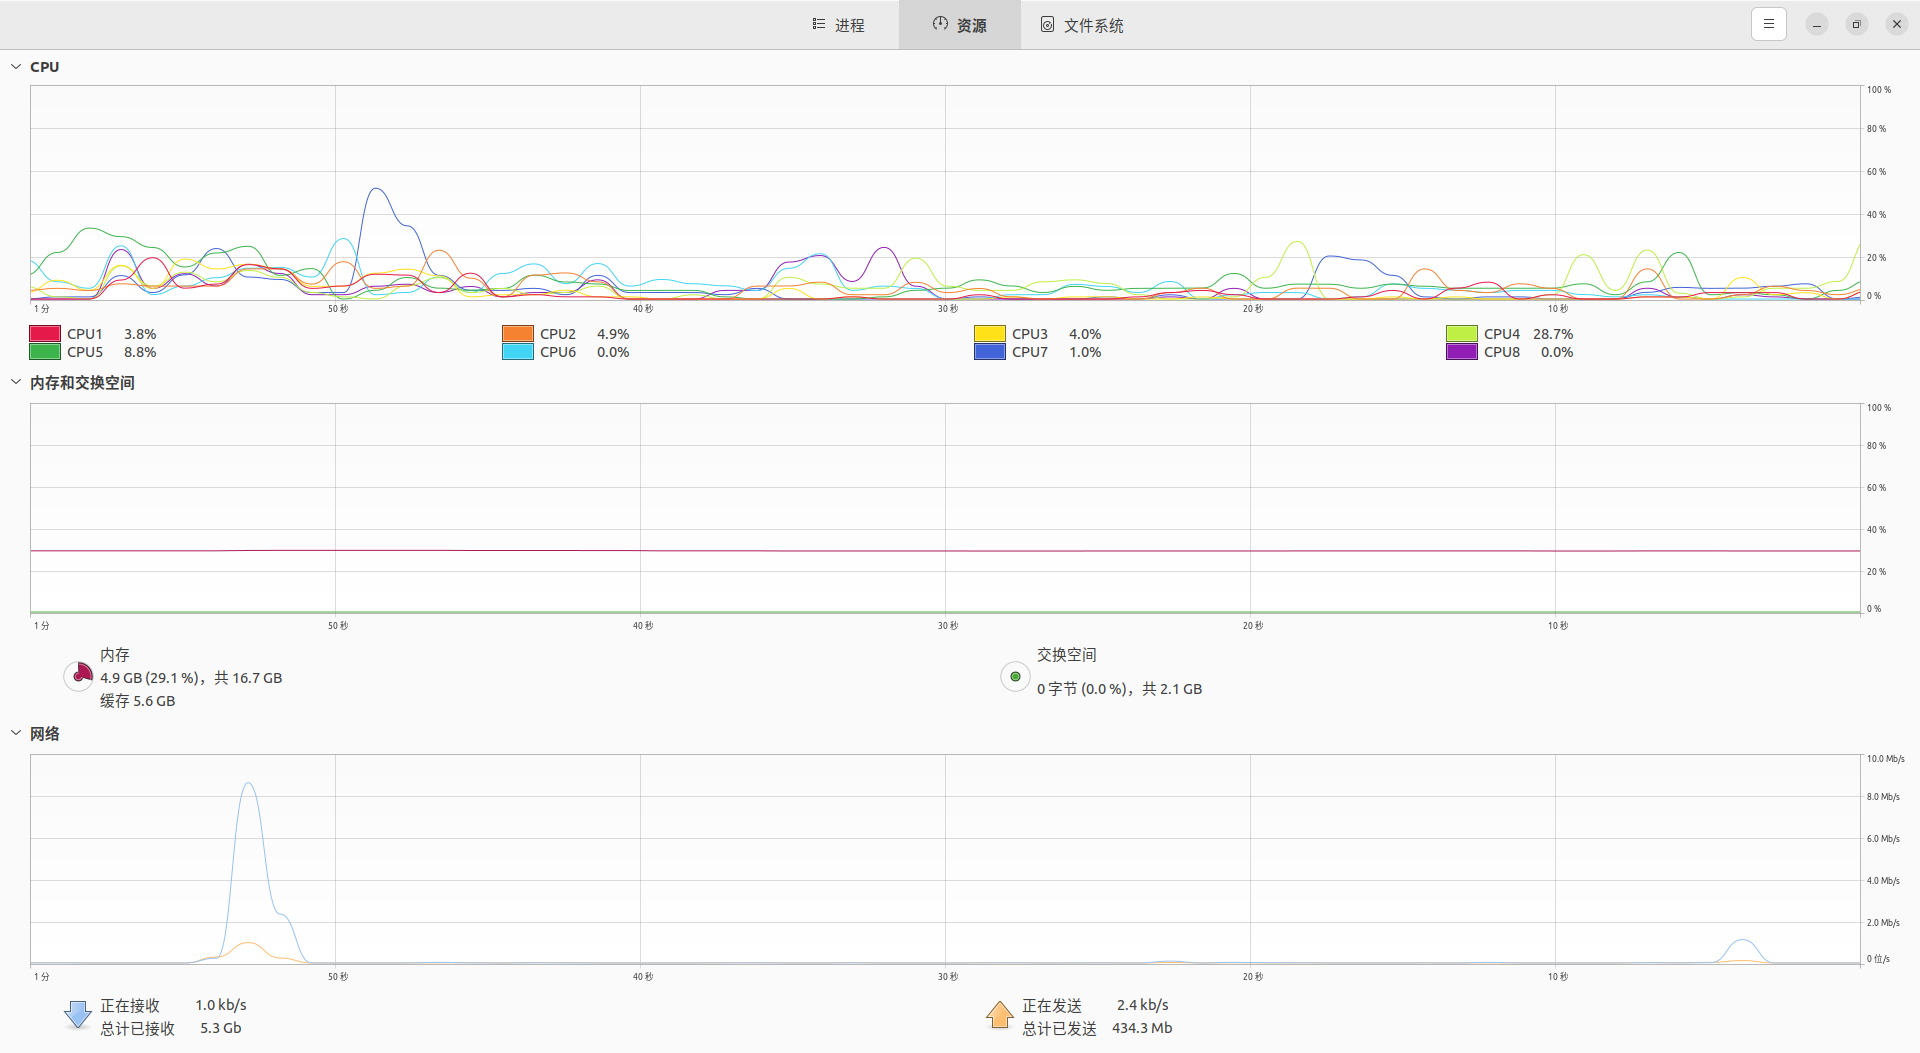 进程 资源 文件系统
CPU
100 %
80 %
60 %
40 %
20 %
0 %
1 分 50 秒 40 秒 30 秒 20 秒 10 秒
CPU1 3.8% CPU2 4.9% CPU3 4.0% CPU4 28.7%
CPU5 8.8% CPU6 0.0% CPU7 1.0% CPU8 0.0%
内存和交换空间
100 %
80 %
60 %
40 %
20 %
0 %
1 分 50 秒 40 秒 30 秒 20 秒 10 秒
内存
4.9 GB (29.1 %)，共 16.7 GB
缓存 5.6 GB
交换空间
0 字节 (0.0 %)，共 2.1 GB
网络
10.0 Mb/s
8.0 Mb/s
6.0 Mb/s
4.0 Mb/s
2.0 Mb/s
0 位/s
1 分 50 秒 40 秒 30 秒 20 秒 10 秒
正在接收 1.0 kb/s
总计已接收 5.3 Gb
正在发送 2.4 kb/s
总计已发送 434.3 Mb